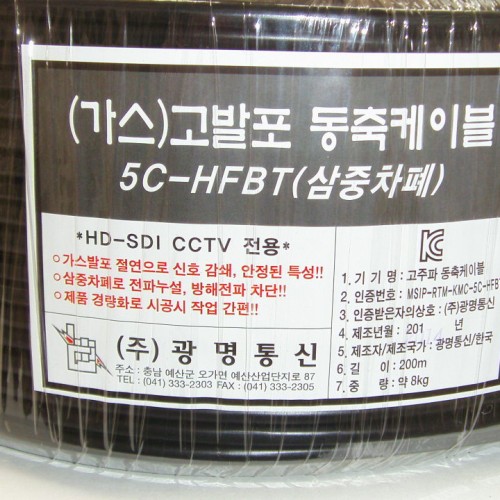 (가스)고발포 동축케이블
5C-HFBT(삼중차폐)
*HD-SDI CCTV 전용*
○가스발포 절연으로 신호 감쇄, 안정된 특성!!
○삼중차폐로 전파누설, 방해전파 차단!!
○제품 경량화로 시공시 작업 간편!!
(주) 광명통신
주소 : 충남 예산군 오가면 예산산업단지로 87
TEL : (041) 333-2303 FAX : (041) 333-2305
KC
1. 기 기 명 : 고주파 동축케이블
2. 인증번호 : MSIP-RTM-KMC-5C-HFBT
3. 인증받은자의상호 : (주)광명통신
4. 제조년월 : 201 년
5. 제조자/제조국가 : 광명통신/한국
6. 길 이 : 200m
7. 중 량 : 약 8kg